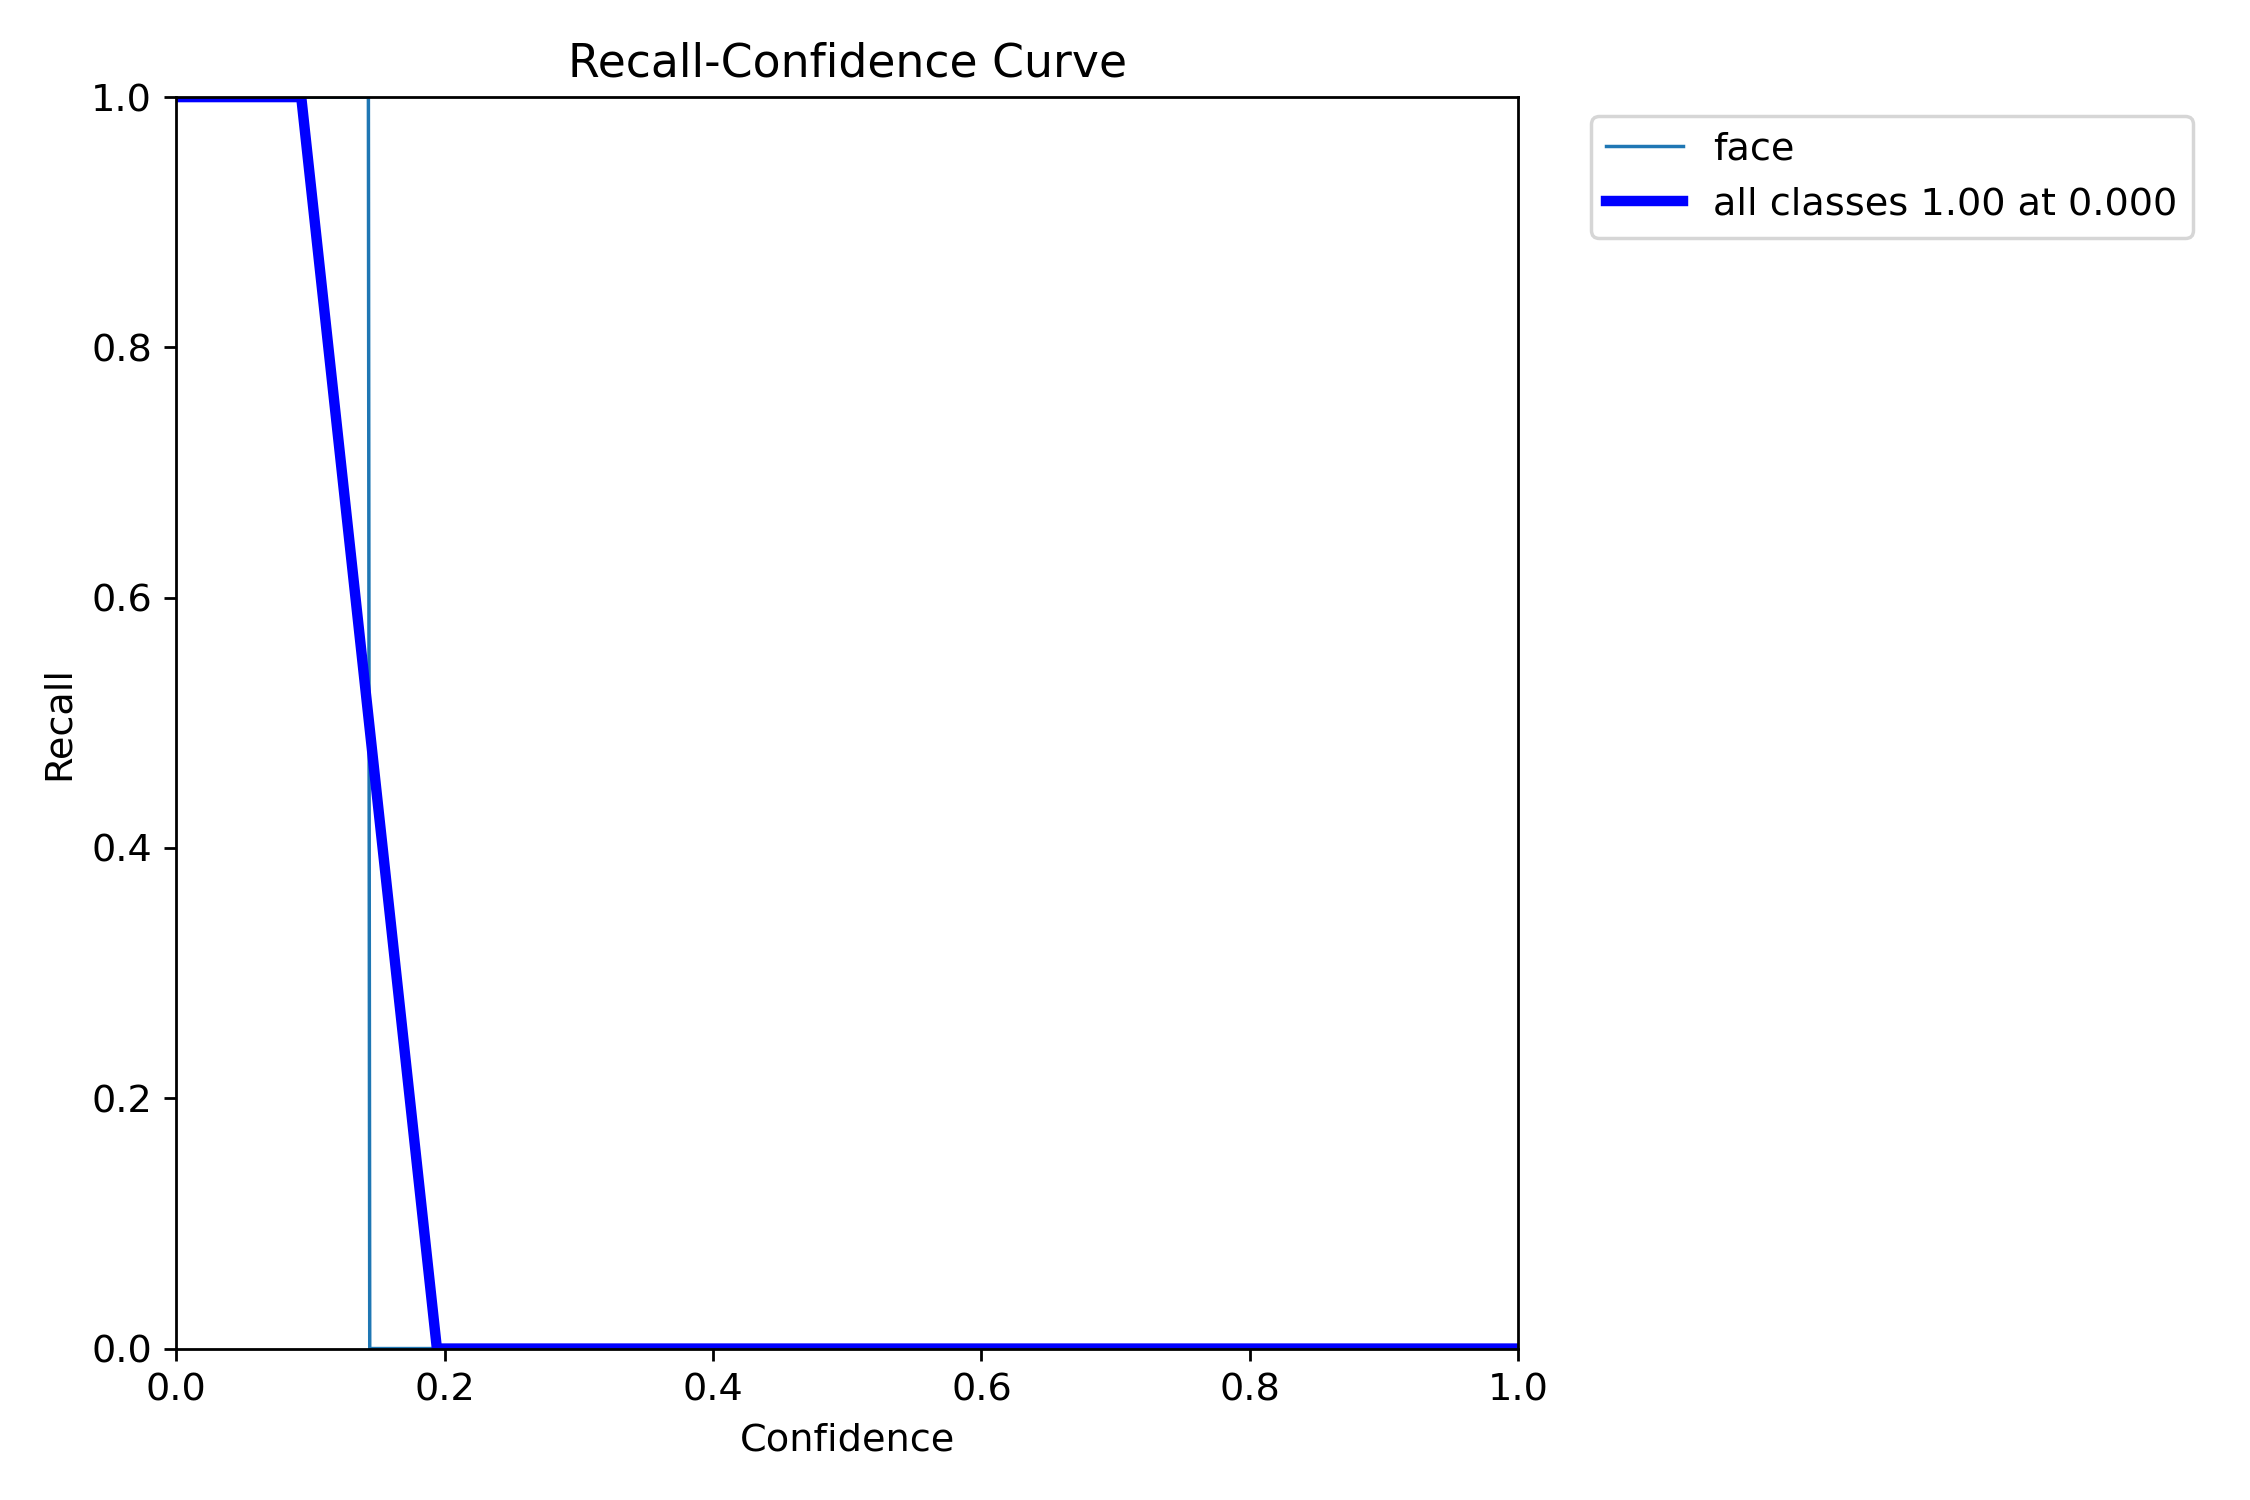 Recall-Confidence Curve
1.0
0.8
0.6
0.4
0.2
0.0
Recall
0.0 0.2 0.4 0.6 0.8 1.0
Confidence
face
all classes 1.00 at 0.000